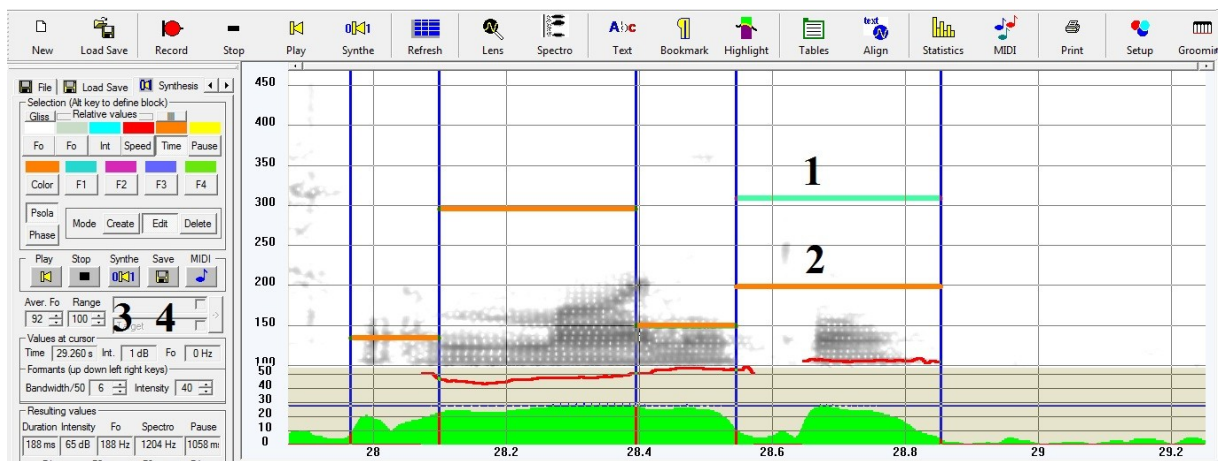 New Load Save Record Stop Play Synthe Refresh Lens Spectro Text Bookmark Highlight Tables Align Statistics MIDI Print Setup Groomin
File Load Save Synthesis
Selection (Alt key to define block)
Gliss Relative values
Fo Fo Int Speed Time Pause
Color F1 F2 F3 F4
Psola
Mode Create Edit Delete
Phase
Play Stop Synthe Save MIDI
Aver. Fo Range
92 100 3 4
Values at cursor
Time 29.260 s Int. 1 dB Fo 0 Hz
Formants (up down left right keys)
Bandwidth/50 6 Intensity 40
Resulting values
Duration Intensity Fo Spectro Pause
188 ms 65 dB 188 Hz 1204 Hz 1058 m
450
400
350
1
300
250
2
200
150
100
50
40
30
20
10
0
28 28.2 28.4 28.6 28.8 29 29.2